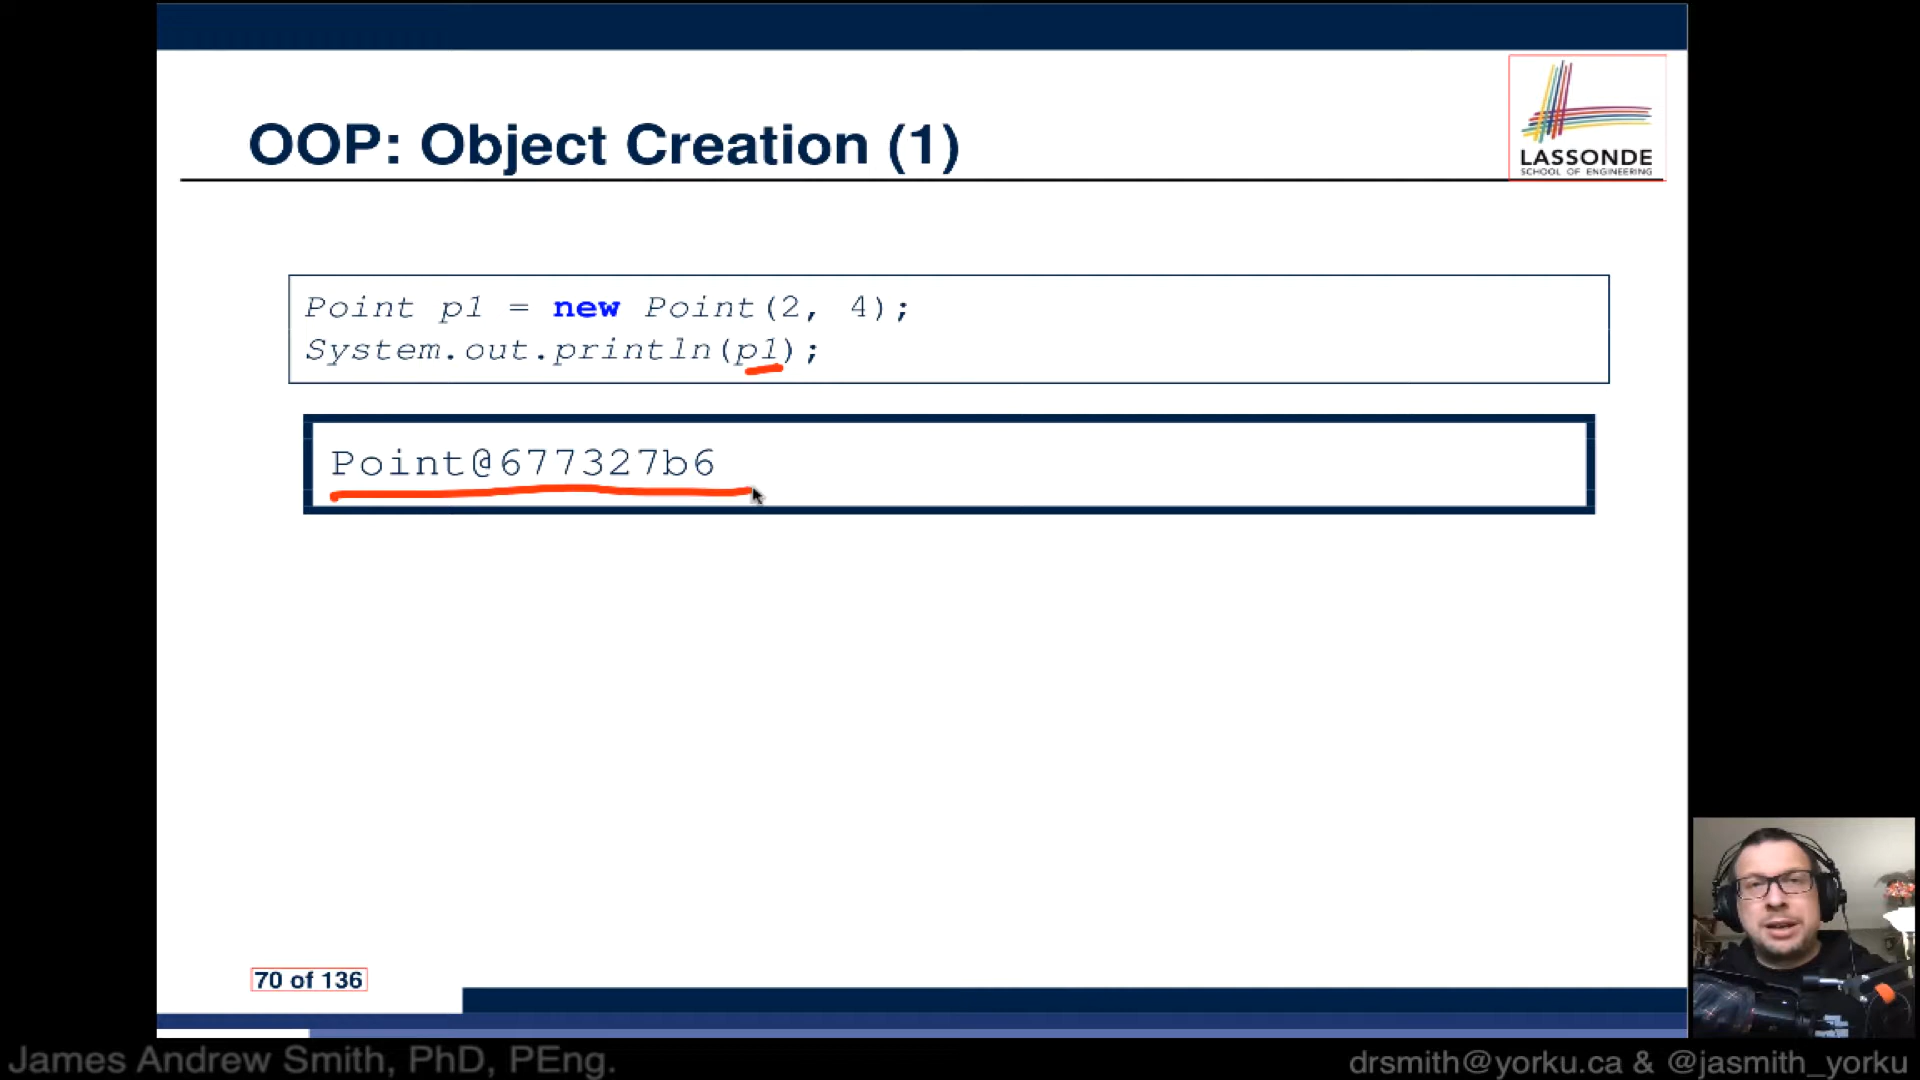 OOP: Object Creation (1)
LASSONDE
SCHOOL OF ENGINEERING
Point p1 = new Point(2, 4);
System.out.println(p1);
Point@677327b6
70 of 136
James Andrew Smith, PhD, PEng.
drsmith@yorku.ca & @jasmith_yorku